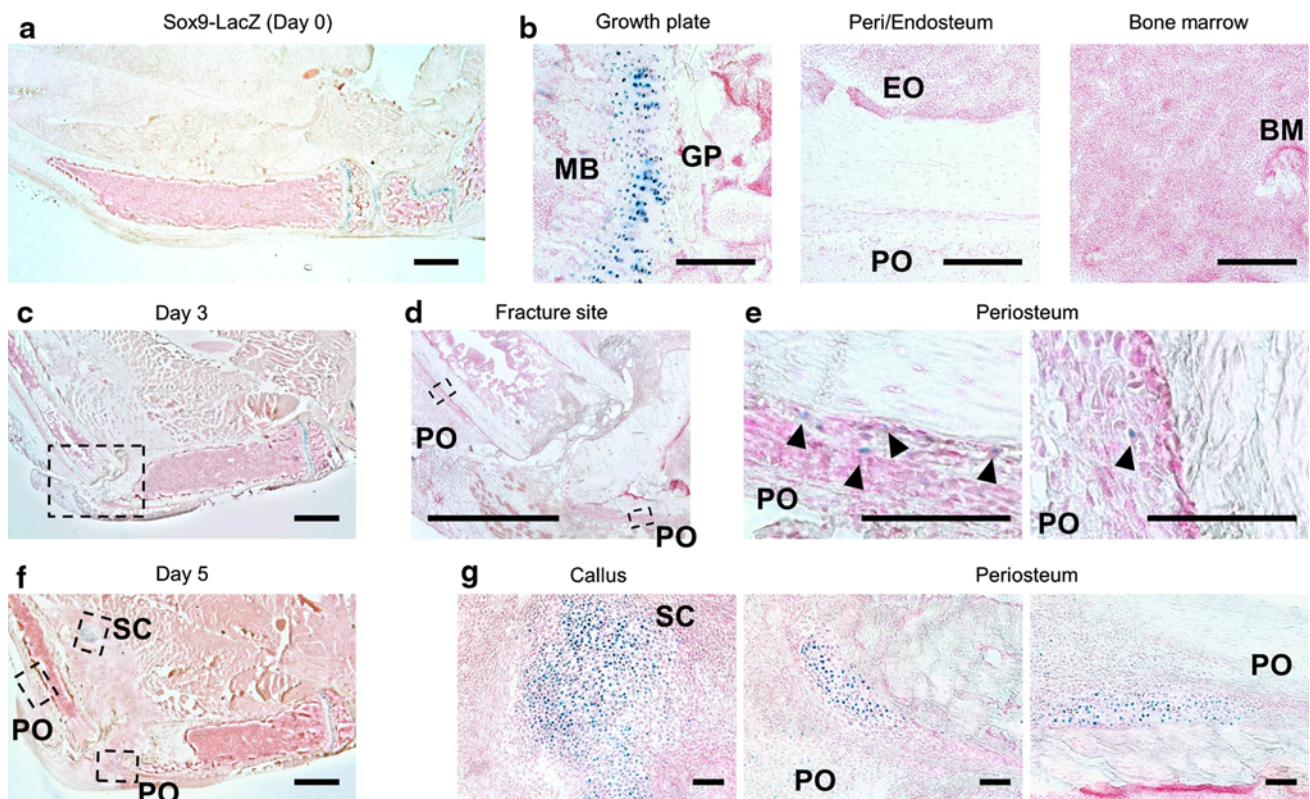 a
Sox9-LacZ (Day 0)
b
Growth plate
Peri/Endosteum
Bone marrow
MB
GP
EO
PO
BM
c
Day 3
d
Fracture site
e
Periosteum
PO
PO
PO
PO
f
Day 5
g
Callus
Periosteum
SC
PO
PO
SC
PO
PO